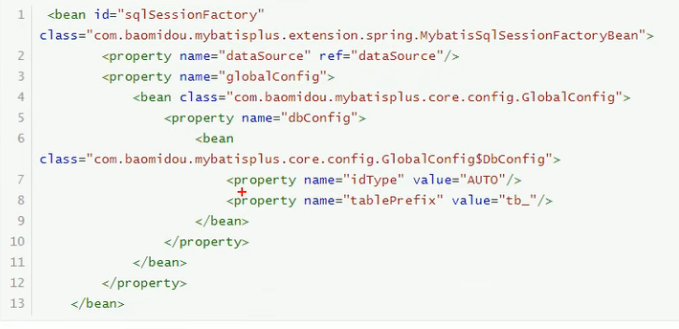 1 <bean id="sqlSessionFactory"
class="com.baomidou.mybatisplus.extension.spring.MybatisSqlSessionFactoryBean">
2 <property name="dataSource" ref="dataSource"/>
3 <property name="globalConfig">
4 <bean class="com.baomidou.mybatisplus.core.config.GlobalConfig">
5 <property name="dbConfig">
6 <bean
class="com.baomidou.mybatisplus.core.config.GlobalConfig$DbConfig">
7 <property name="idType" value="AUTO"/>
8 <property name="tablePrefix" value="tb_"/>
9 </bean>
10 </property>
11 </bean>
12 </property>
13 </bean>